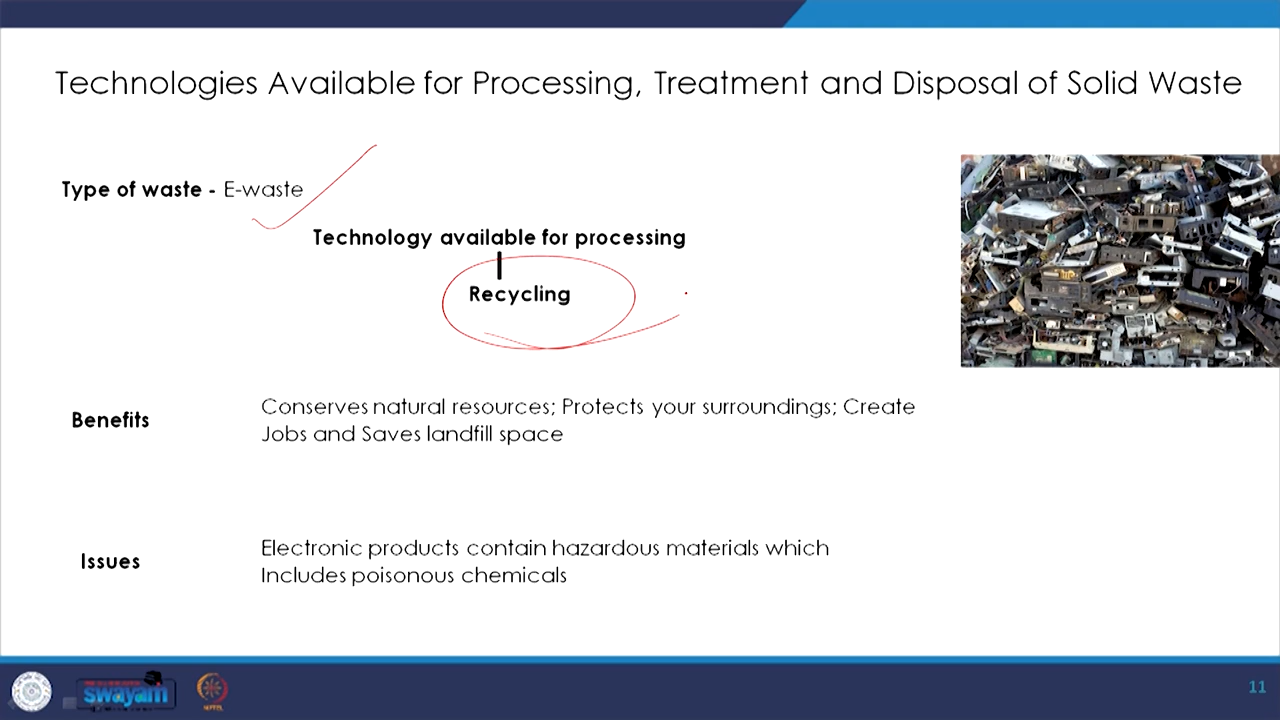 Technologies Available for Processing, Treatment and Disposal of Solid Waste
Type of waste - E-waste
Technology available for processing
Recycling
Benefits
Conserves natural resources; Protects your surroundings; Create
Jobs and Saves landfill space
Issues
Electronic products contain hazardous materials which
Includes poisonous chemicals
swayam
11